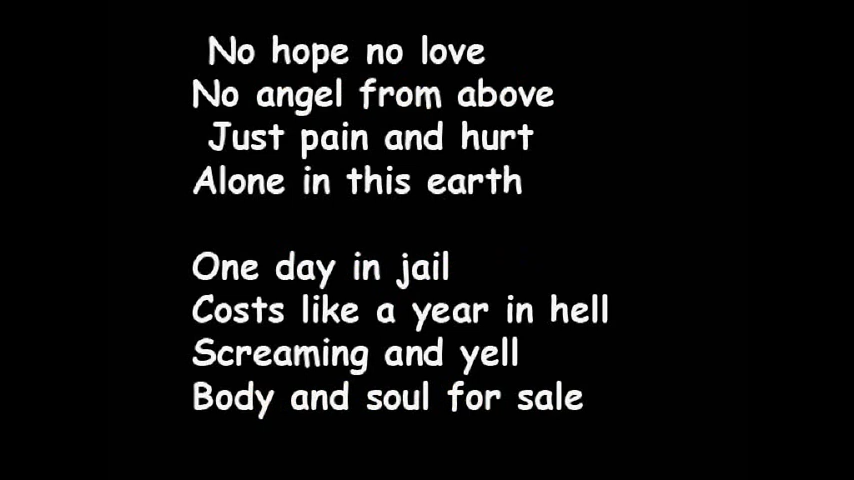 No hope no love
No angel from above
Just pain and hurt
Alone in this earth
One day in jail
Costs like a year in hell
Screaming and yell
Body and soul for sale